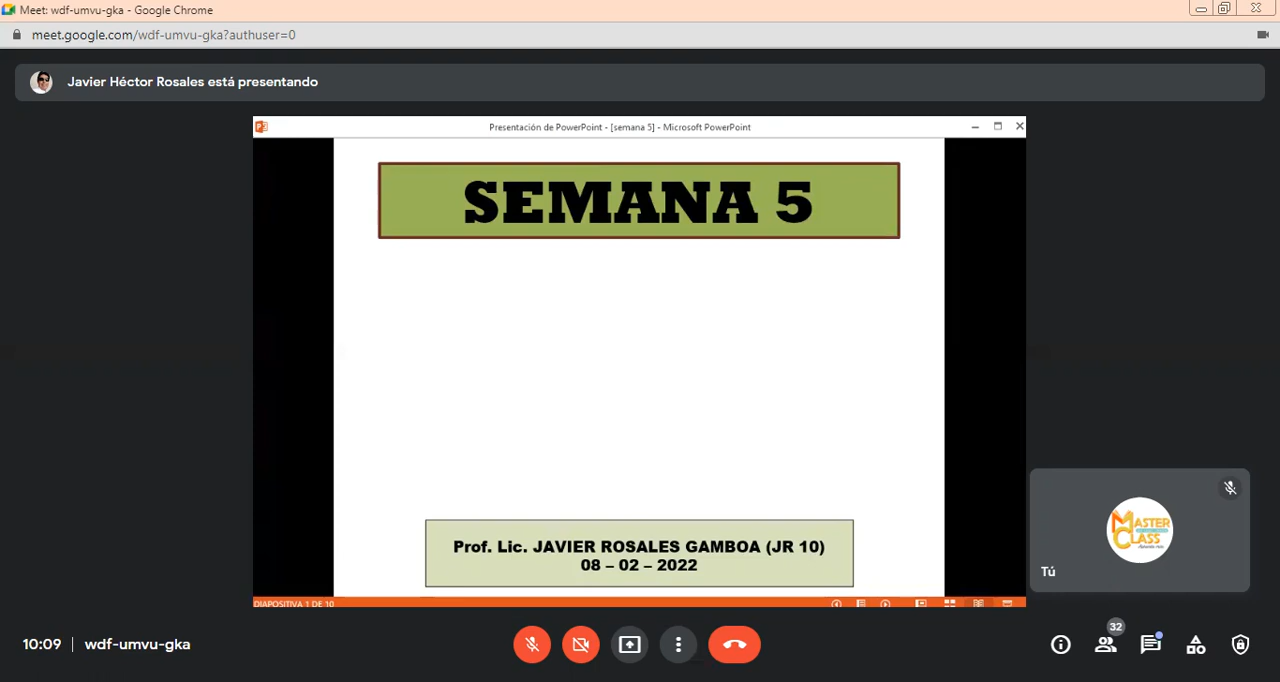 Meet: wdf-umvu-gka - Google Chrome
meet.google.com/wdf-umvu-gka?authuser=0
Javier Héctor Rosales está presentando
Presentación de PowerPoint - [semana 5] - Microsoft PowerPoint
SEMANA 5
Prof. Lic. JAVIER ROSALES GAMBOA (JR 10)
08 – 02 – 2022
DIAPOSITIVA 1 DE 10
MASTER
CLASS
Tú
10:09 | wdf-umvu-gka
32